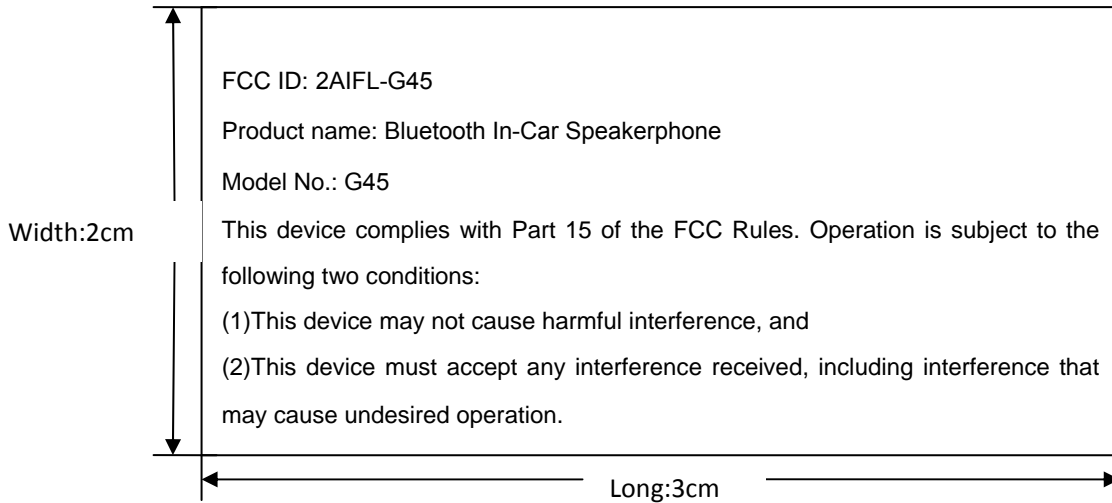 FCC ID: 2AIFL-G45
Product name: Bluetooth In-Car Speakerphone
Model No.: G45
Width:2cm
This device complies with Part 15 of the FCC Rules. Operation is subject to the
following two conditions:
(1)This device may not cause harmful interference, and
(2)This device must accept any interference received, including interference that
may cause undesired operation.
Long:3cm